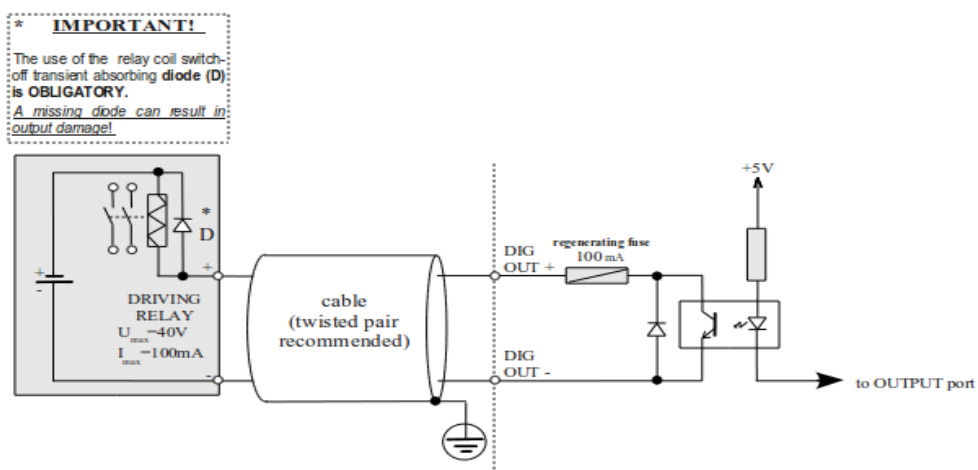 * IMPORTANT!
The use of the relay coil switch-
off transient absorbing diode (D)
is OBLIGATORY.
A missing diode can result in
output damage!
+5V
*
D
+
DIG
OUT +
regenerating fuse
100 mA
+
-
DRIVING
RELAY
Umax=40V
Imax=100mA
-
cable
(twisted pair
recommended)
DIG
OUT -
to OUTPUT port